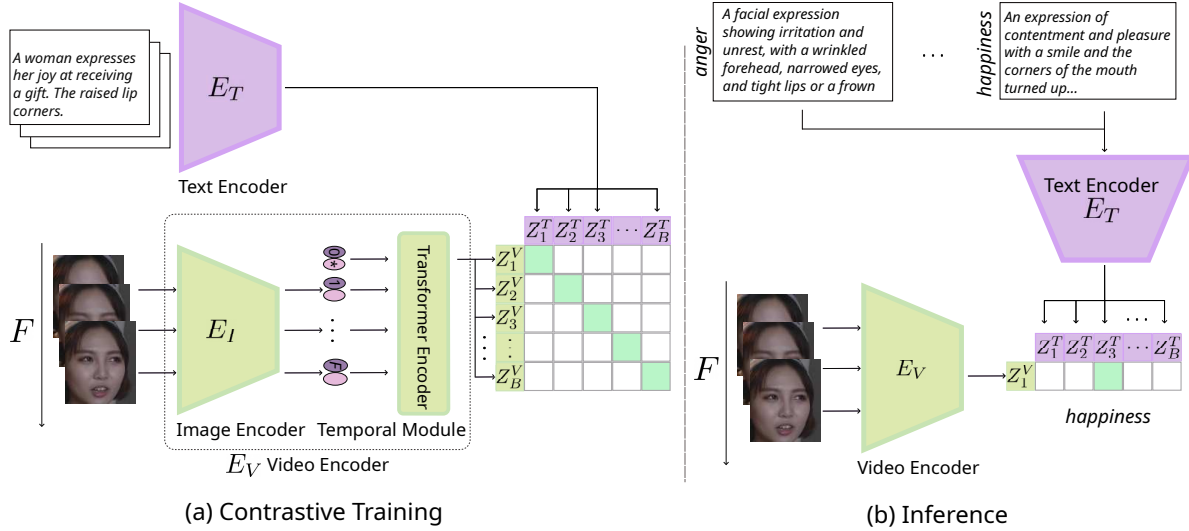 A woman expresses
her joy at receiving
a gift. The raised lip
corners.
E_T
Text Encoder
F
E_I
Image Encoder
0 *
1
⋮
F
Transformer Encoder
Temporal Module
E_V Video Encoder
Z_1^T Z_2^T Z_3^T ⋯ Z_B^T
Z_1^V
Z_2^V
Z_3^V
⋮
Z_B^V
(a) Contrastive Training
anger
A facial expression
showing irritation and
unrest, with a wrinkled
forehead, narrowed eyes,
and tight lips or a frown
...
happiness
An expression of
contentment and pleasure
with a smile and the
corners of the mouth
turned up...
Text Encoder
E_T
F
E_V
Video Encoder
...
Z_1^T Z_2^T Z_3^T ⋯ Z_B^T
Z_1^V
happiness
(b) Inference